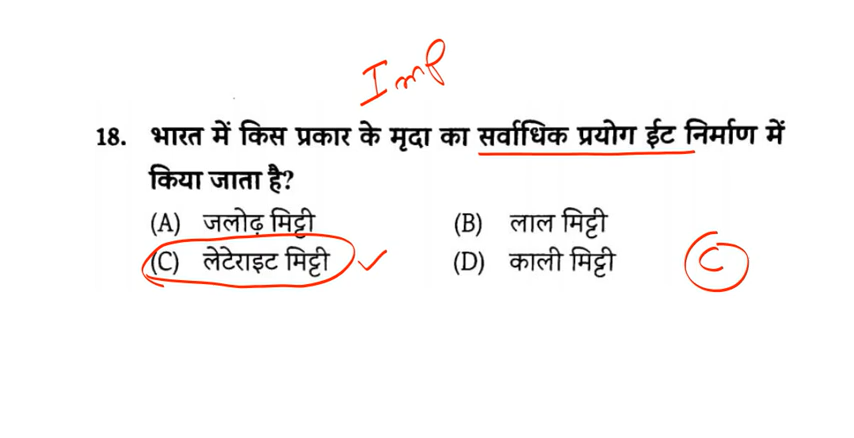 Imp
18. भारत में किस प्रकार के मृदा का सर्वाधिक प्रयोग ईट निर्माण में
किया जाता है?
(A) जलोढ़ मिट्टी (B) लाल मिट्टी
(C) लेटेराइट मिट्टी (D) काली मिट्टी
C